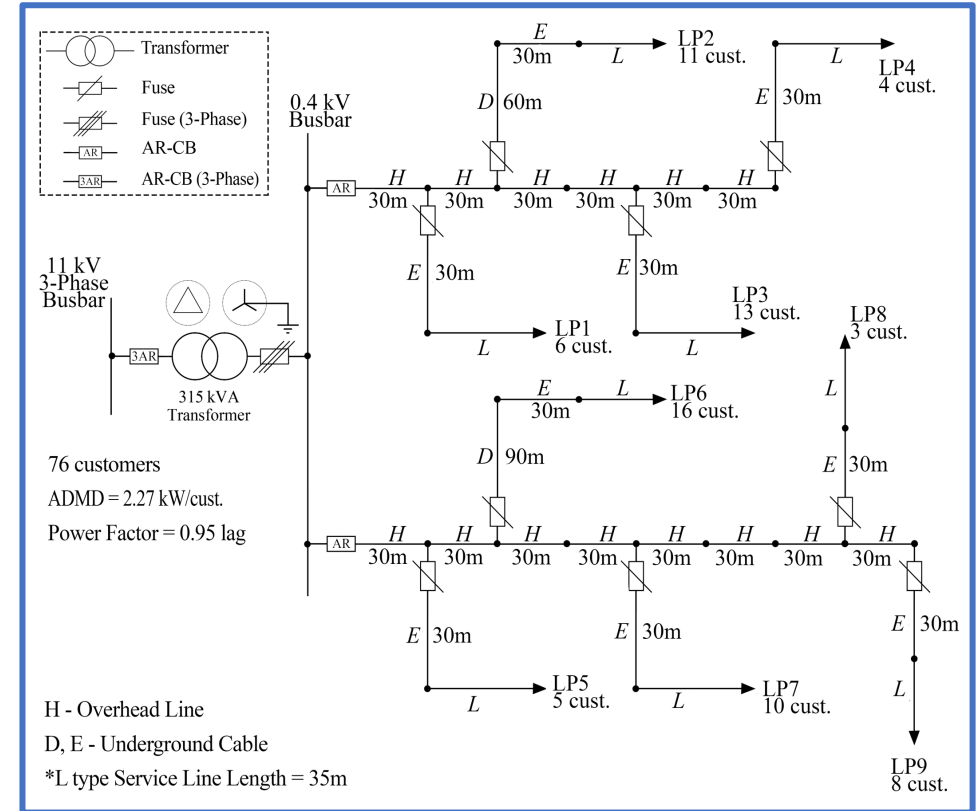 Transformer
Fuse
Fuse (3-Phase)
AR
AR-CB
3AR
AR-CB (3-Phase)
0.4 kV
Busbar
E
30m
L
LP2
11 cust.
D 60m
L
LP4
4 cust.
E 30m
AR
H H H H H H
30m 30m 30m 30m 30m 30m
E 30m
L
LP1
6 cust.
E 30m
L
LP3
13 cust.
11 kV
3-Phase
Busbar
3AR
315 kVA
Transformer
LP8
3 cust.
L
E 30m
E
30m
L
LP6
16 cust.
D 90m
76 customers
ADMD = 2.27 kW/cust.
Power Factor = 0.95 lag
AR
H H H H H H H H
30m 30m 30m 30m 30m 30m 30m 30m
E 30m
L
LP5
5 cust.
E 30m
L
LP7
10 cust.
E 30m
L
LP9
8 cust.
H - Overhead Line
D, E - Underground Cable
*L type Service Line Length = 35m